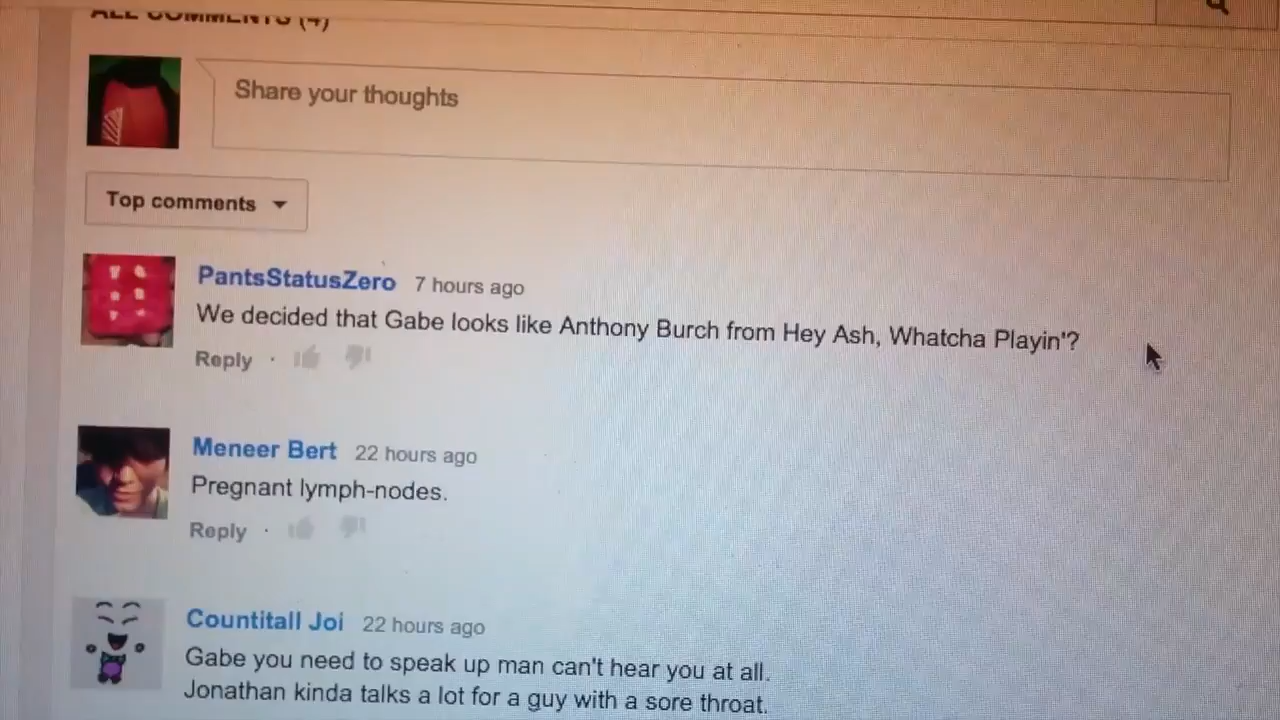 ALL COMMENTS (4)
Share your thoughts
Top comments
PantsStatusZero 7 hours ago
We decided that Gabe looks like Anthony Burch from Hey Ash, Whatcha Playin'?
Reply ·
Meneer Bert 22 hours ago
Pregnant lymph-nodes.
Reply ·
Countitall Joi 22 hours ago
Gabe you need to speak up man can't hear you at all.
Jonathan kinda talks a lot for a guy with a sore throat.